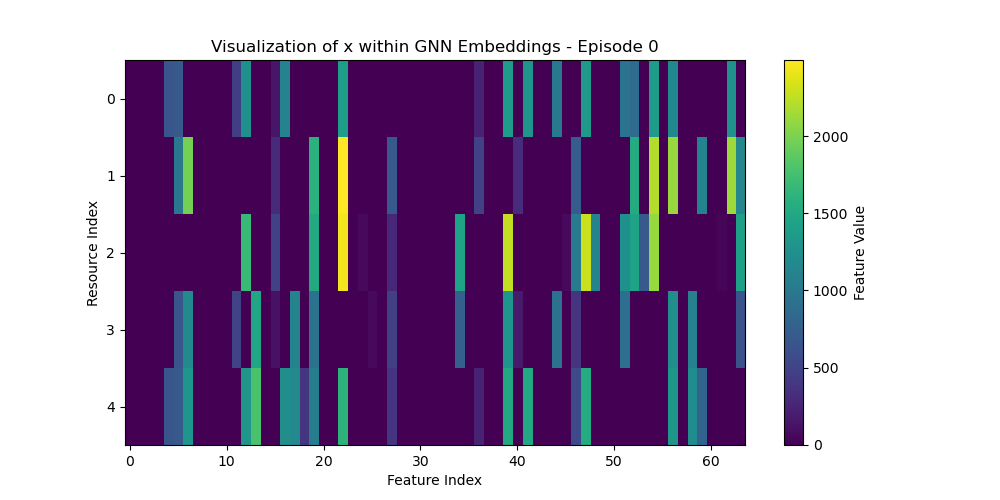 Visualization of x within GNN Embeddings - Episode 0
0
1
2
3
4
Resource Index
0 10 20 30 40 50 60
Feature Index
2000
1500
1000
500
0
Feature Value